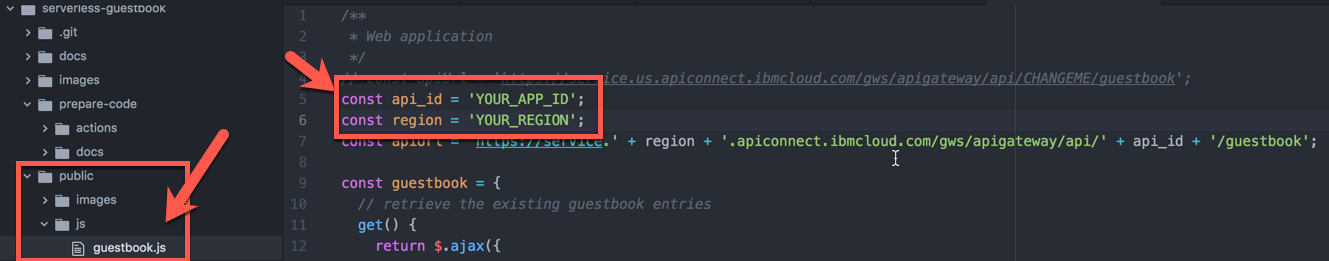 serverless-guestbook
.git
docs
images
prepare-code
actions
docs
public
images
js
guestbook.js
1 /**
2 * Web application
3 */
4 // const apiUrl = 'https://service.us.apiconnect.ibmcloud.com/gws/apigateway/api/CHANGEME/guestbook';
5 const api_id = 'YOUR_APP_ID';
6 const region = 'YOUR_REGION';
7 const apiUrl = 'https://service.' + region + '.apiconnect.ibmcloud.com/gws/apigateway/api/' + api_id + '/guestbook';
8
9 const guestbook = {
10 // retrieve the existing guestbook entries
11 get() {
12 return $.ajax({